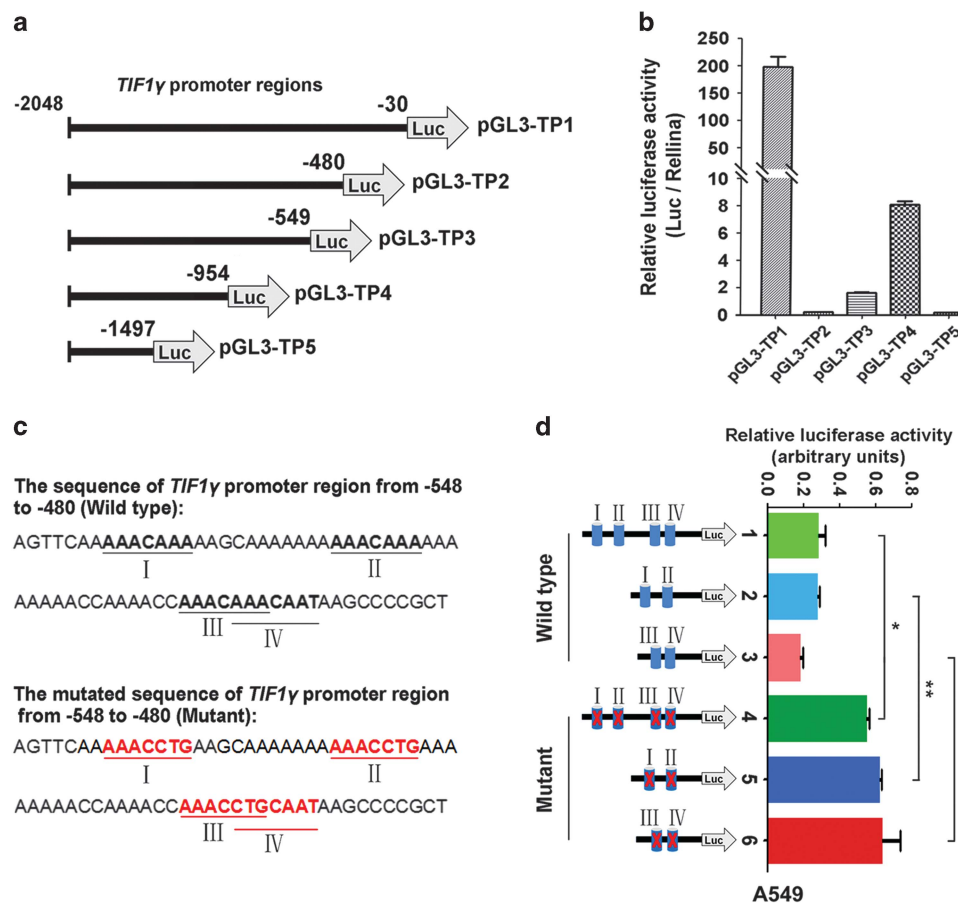 a
TIF1γ promoter regions
-2048
-30
Luc
pGL3-TP1
-480
Luc
pGL3-TP2
-549
Luc
pGL3-TP3
-954
Luc
pGL3-TP4
-1497
Luc
pGL3-TP5
b
Relative luciferase activity
(Luc / Rellina)
250
200
150
100
50
10
8
6
4
2
0
pGL3-TP1
pGL3-TP2
pGL3-TP3
pGL3-TP4
pGL3-TP5
c
The sequence of TIF1γ promoter region from -548
to -480 (Wild type):
AGTTCAAAAACAAAAAGCAAAAAAAAAACAAAAAA
I
II
AAAAACCAAAACCAAACAAACAATAAGCCCCGCT
III
IV
The mutated sequence of TIF1γ promoter region
from -548 to -480 (Mutant):
AGTTCAAAAACCTGAAGCAAAAAAAAAACCTGAAA
I
II
AAAAACCAAAACCAAACCTGCAATAAGCCCCGCT
III
IV
d
Relative luciferase activity
(arbitrary units)
0.0
0.2
0.4
0.6
0.8
Wild type
I II III IV
Luc
1
I II
Luc
2
III IV
Luc
3
Mutant
I II III IV
Luc
4
I II
Luc
5
III IV
Luc
6
*
**
A549